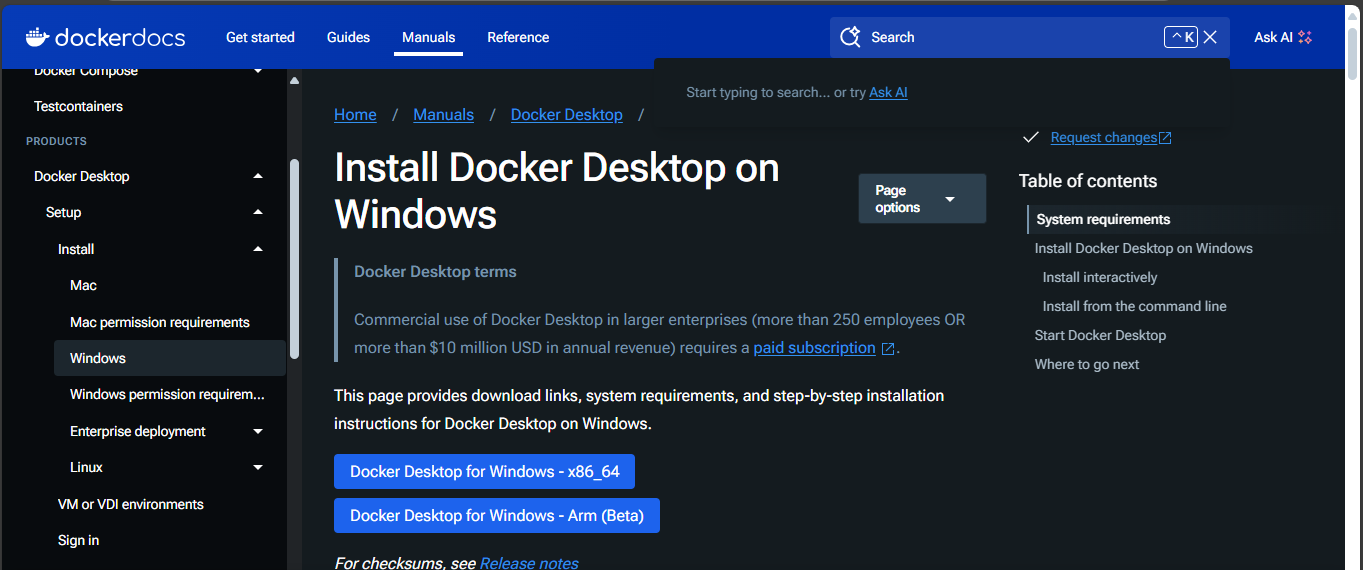 dockerdocs
Get started
Guides
Manuals
Reference
Search
^ K
Ask AI
Start typing to search... or try Ask AI
Docker Compose
Testcontainers
PRODUCTS
Docker Desktop
Setup
Install
Mac
Mac permission requirements
Windows
Windows permission requirem...
Enterprise deployment
Linux
VM or VDI environments
Sign in
Home / Manuals / Docker Desktop /
Install Docker Desktop on
Windows
Page
options
Docker Desktop terms
Commercial use of Docker Desktop in larger enterprises (more than 250 employees OR
more than $10 million USD in annual revenue) requires a paid subscription .
This page provides download links, system requirements, and step-by-step installation
instructions for Docker Desktop on Windows.
Docker Desktop for Windows - x86_64
Docker Desktop for Windows - Arm (Beta)
For checksums, see Release notes
Request changes
Table of contents
System requirements
Install Docker Desktop on Windows
Install interactively
Install from the command line
Start Docker Desktop
Where to go next